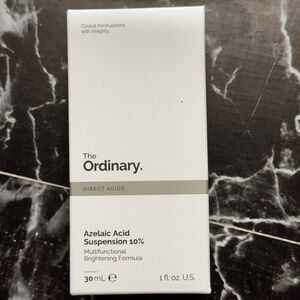 Clinical Formulations
with Integrity.
The
Ordinary.
DIRECT ACIDS
Azelaic Acid
Suspension 10%
Multifunctional
Brightening Formula
30 mL ℮ 1 fl. oz. U.S.